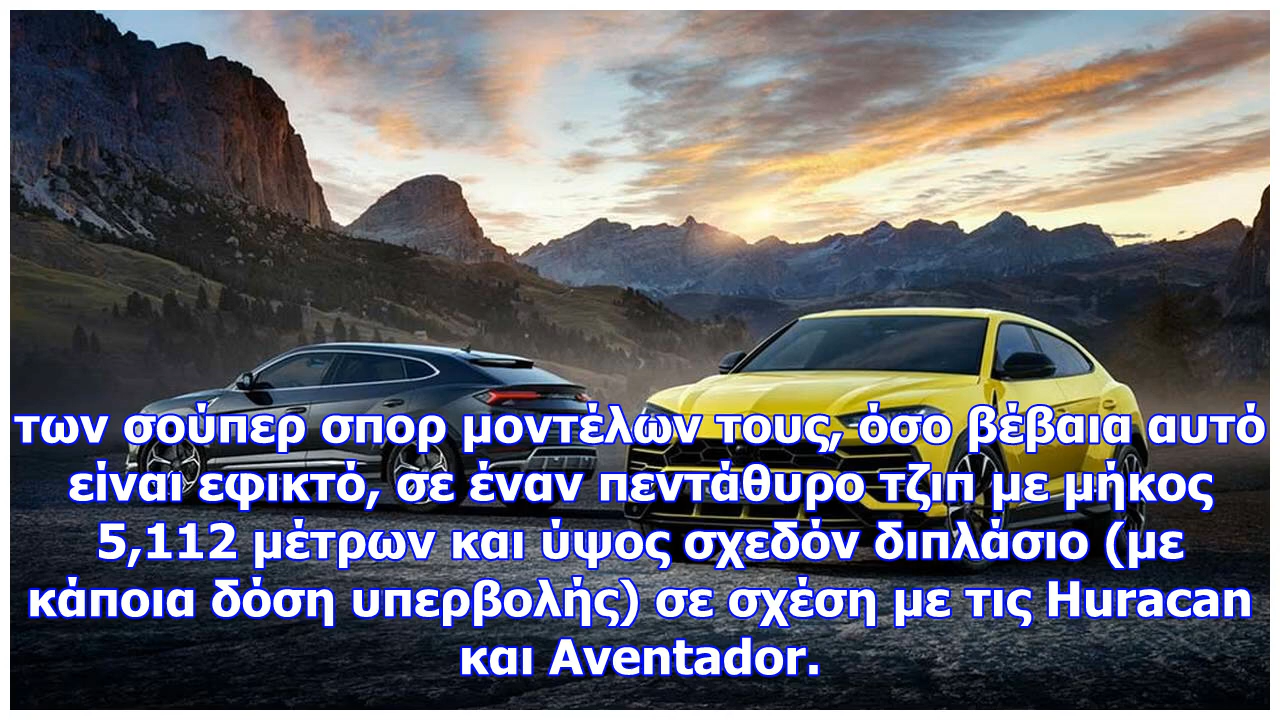 των σούπερ σπορ μοντέλων τους, όσο βέβαια αυτό
είναι εφικτό, σε έναν πεντάθυρο τζιπ με μήκος
5,112 μέτρων και ύψος σχεδόν διπλάσιο (με
κάποια δόση υπερβολής) σε σχέση με τις Huracan
και Aventador.